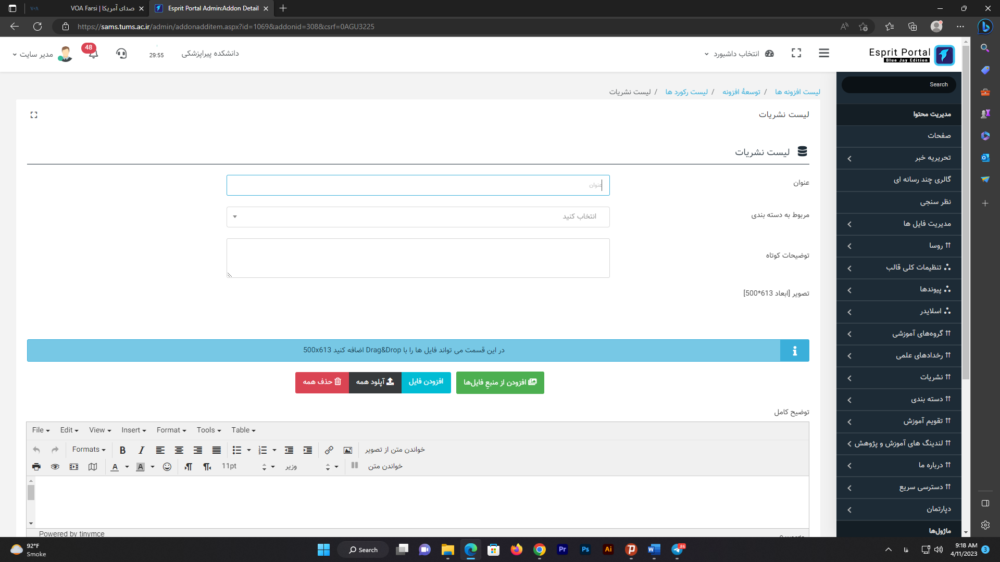 VOA Farsi | صدای آمریکا
Esprit Portal Admin:Addon Detail
https://sams.tums.ac.ir/admin/addonadditem.aspx?id=1069&addonid=308&csrf=0AGU3225
Esprit Portal
Blue Jay Edition
انتخاب داشبورد
دانشکده پیراپزشکی
29:55
48
مدیر سایت
Search
مدیریت محتوا
صفحات
تحریریه خبر
گالری چند رسانه ای
نظر سنجی
مدیریت فایل ها
روسا
تنظیمات کلی قالب
پیوندها
اسلایدر
گروه‌های آموزشی
رخدادهای علمی
نشریات
دسته بندی
تقویم آموزش
لندینگ های آموزش و پژوهش
درباره ما
دسترسی سریع
دپارتمان
ماژول‌ها
لیست افزونه ها / توسعهٔ افزونه / لیست رکورد ها / لیست نشریات
لیست نشریات
لیست نشریات
عنوان
عنوان
مربوط به دسته بندی
انتخاب کنید
توضیحات کوتاه
تصویر [ابعاد 613*500]
در این قسمت می تواند فایل ها را با Drag&Drop اضافه کنید 500x613
افزودن از منبع فایل‌ها
افزودن فایل
آپلود همه
حذف همه
توضیح کامل
File Edit View Insert Format Tools Table
Formats B I خواندن متن از تصویر
A A 11pt وزیر خواندن متن
Powered by tinymce
92°F
Smoke
Search
Pr
Ps
Ai
86
فا
9:18 AM
4/11/2023
3